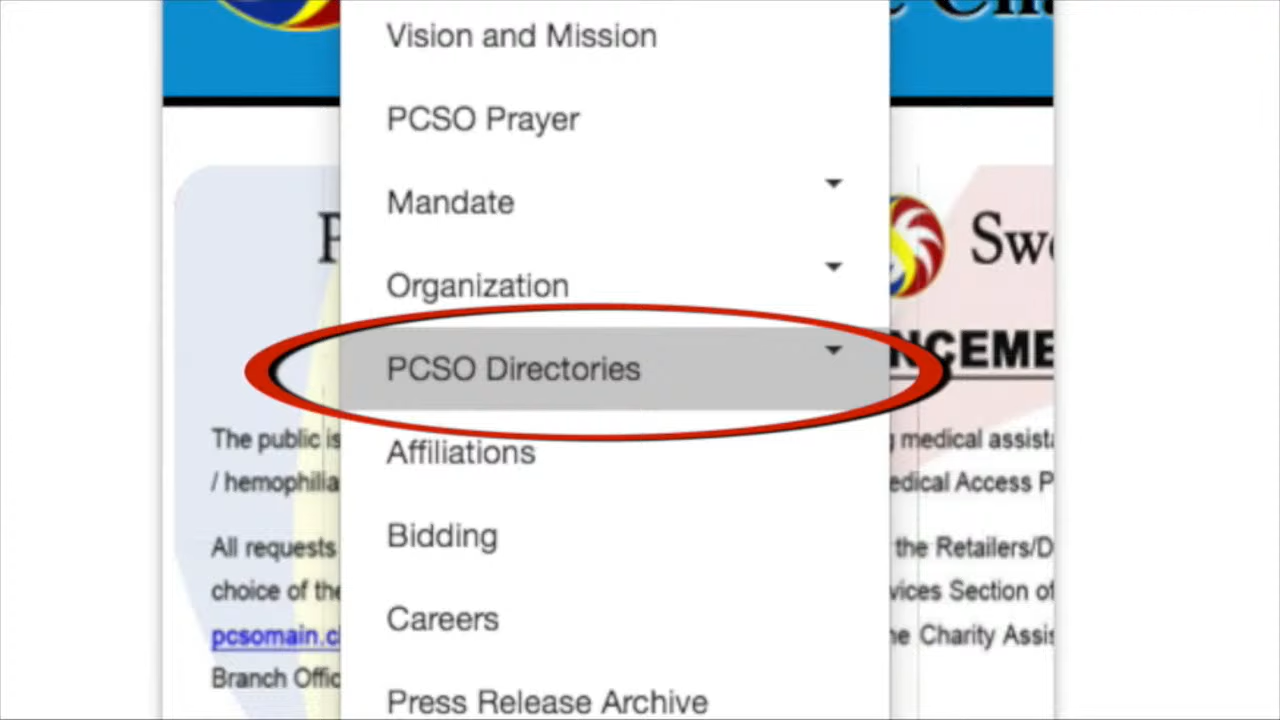 Vision and Mission
PCSO Prayer
Mandate
Organization
PCSO Directories
Affiliations
Bidding
Careers
Press Release Archive
The public is
/ hemophilia
All requests
choice of the
pcsomain.c
Branch Offic
medical assist
edical Access P
the Retailers/D
vices Section of
he Charity Assis
Swe
NCEME